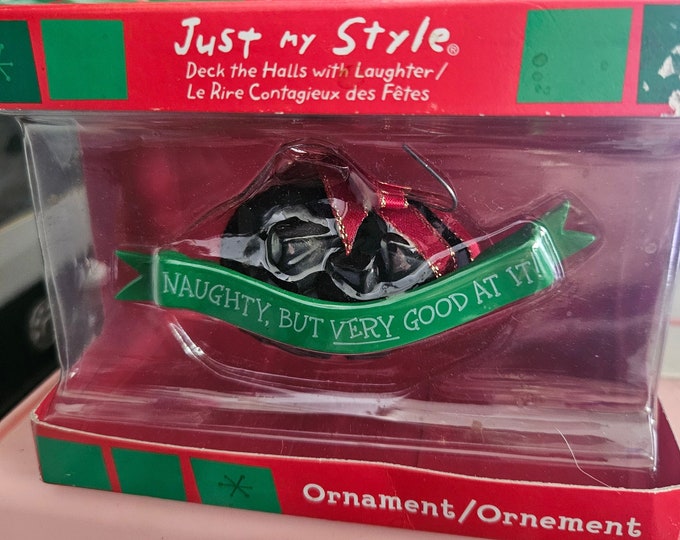 Just my Style®
Deck the Halls with Laughter/
Le Rire Contagieux des Fêtes
NAUGHTY, BUT VERY GOOD AT IT!
Ornament/Ornement